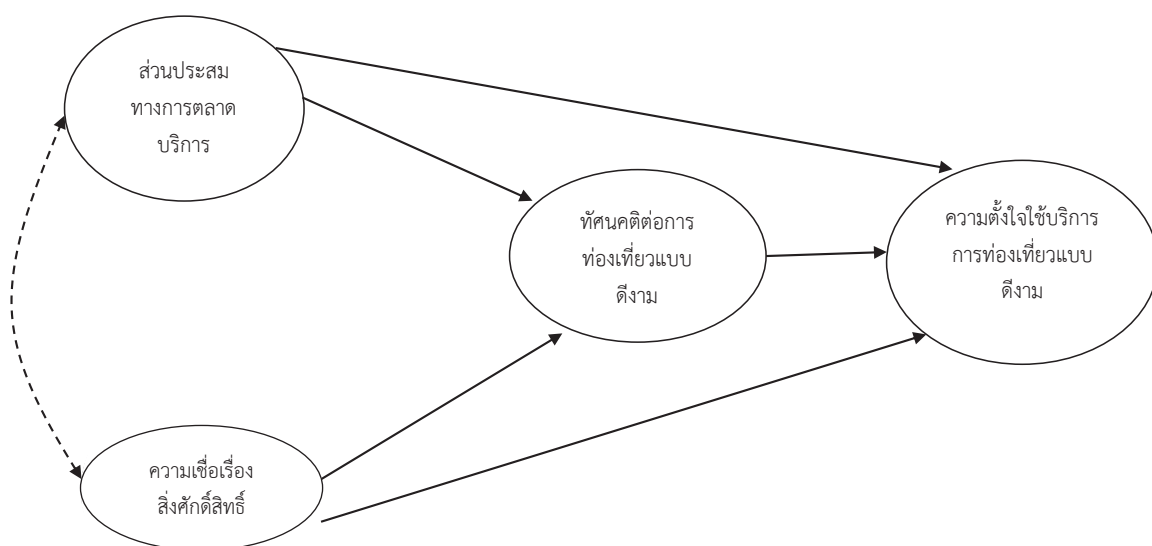 ส่วนประสม
ทางการตลาด
บริการ
ทัศนคติต่อการ
ท่องเที่ยวแบบ
ดีงาม
ความตั้งใจใช้บริการ
การท่องเที่ยวแบบ
ดีงาม
ความเชื่อเรื่อง
สิ่งศักดิ์สิทธิ์